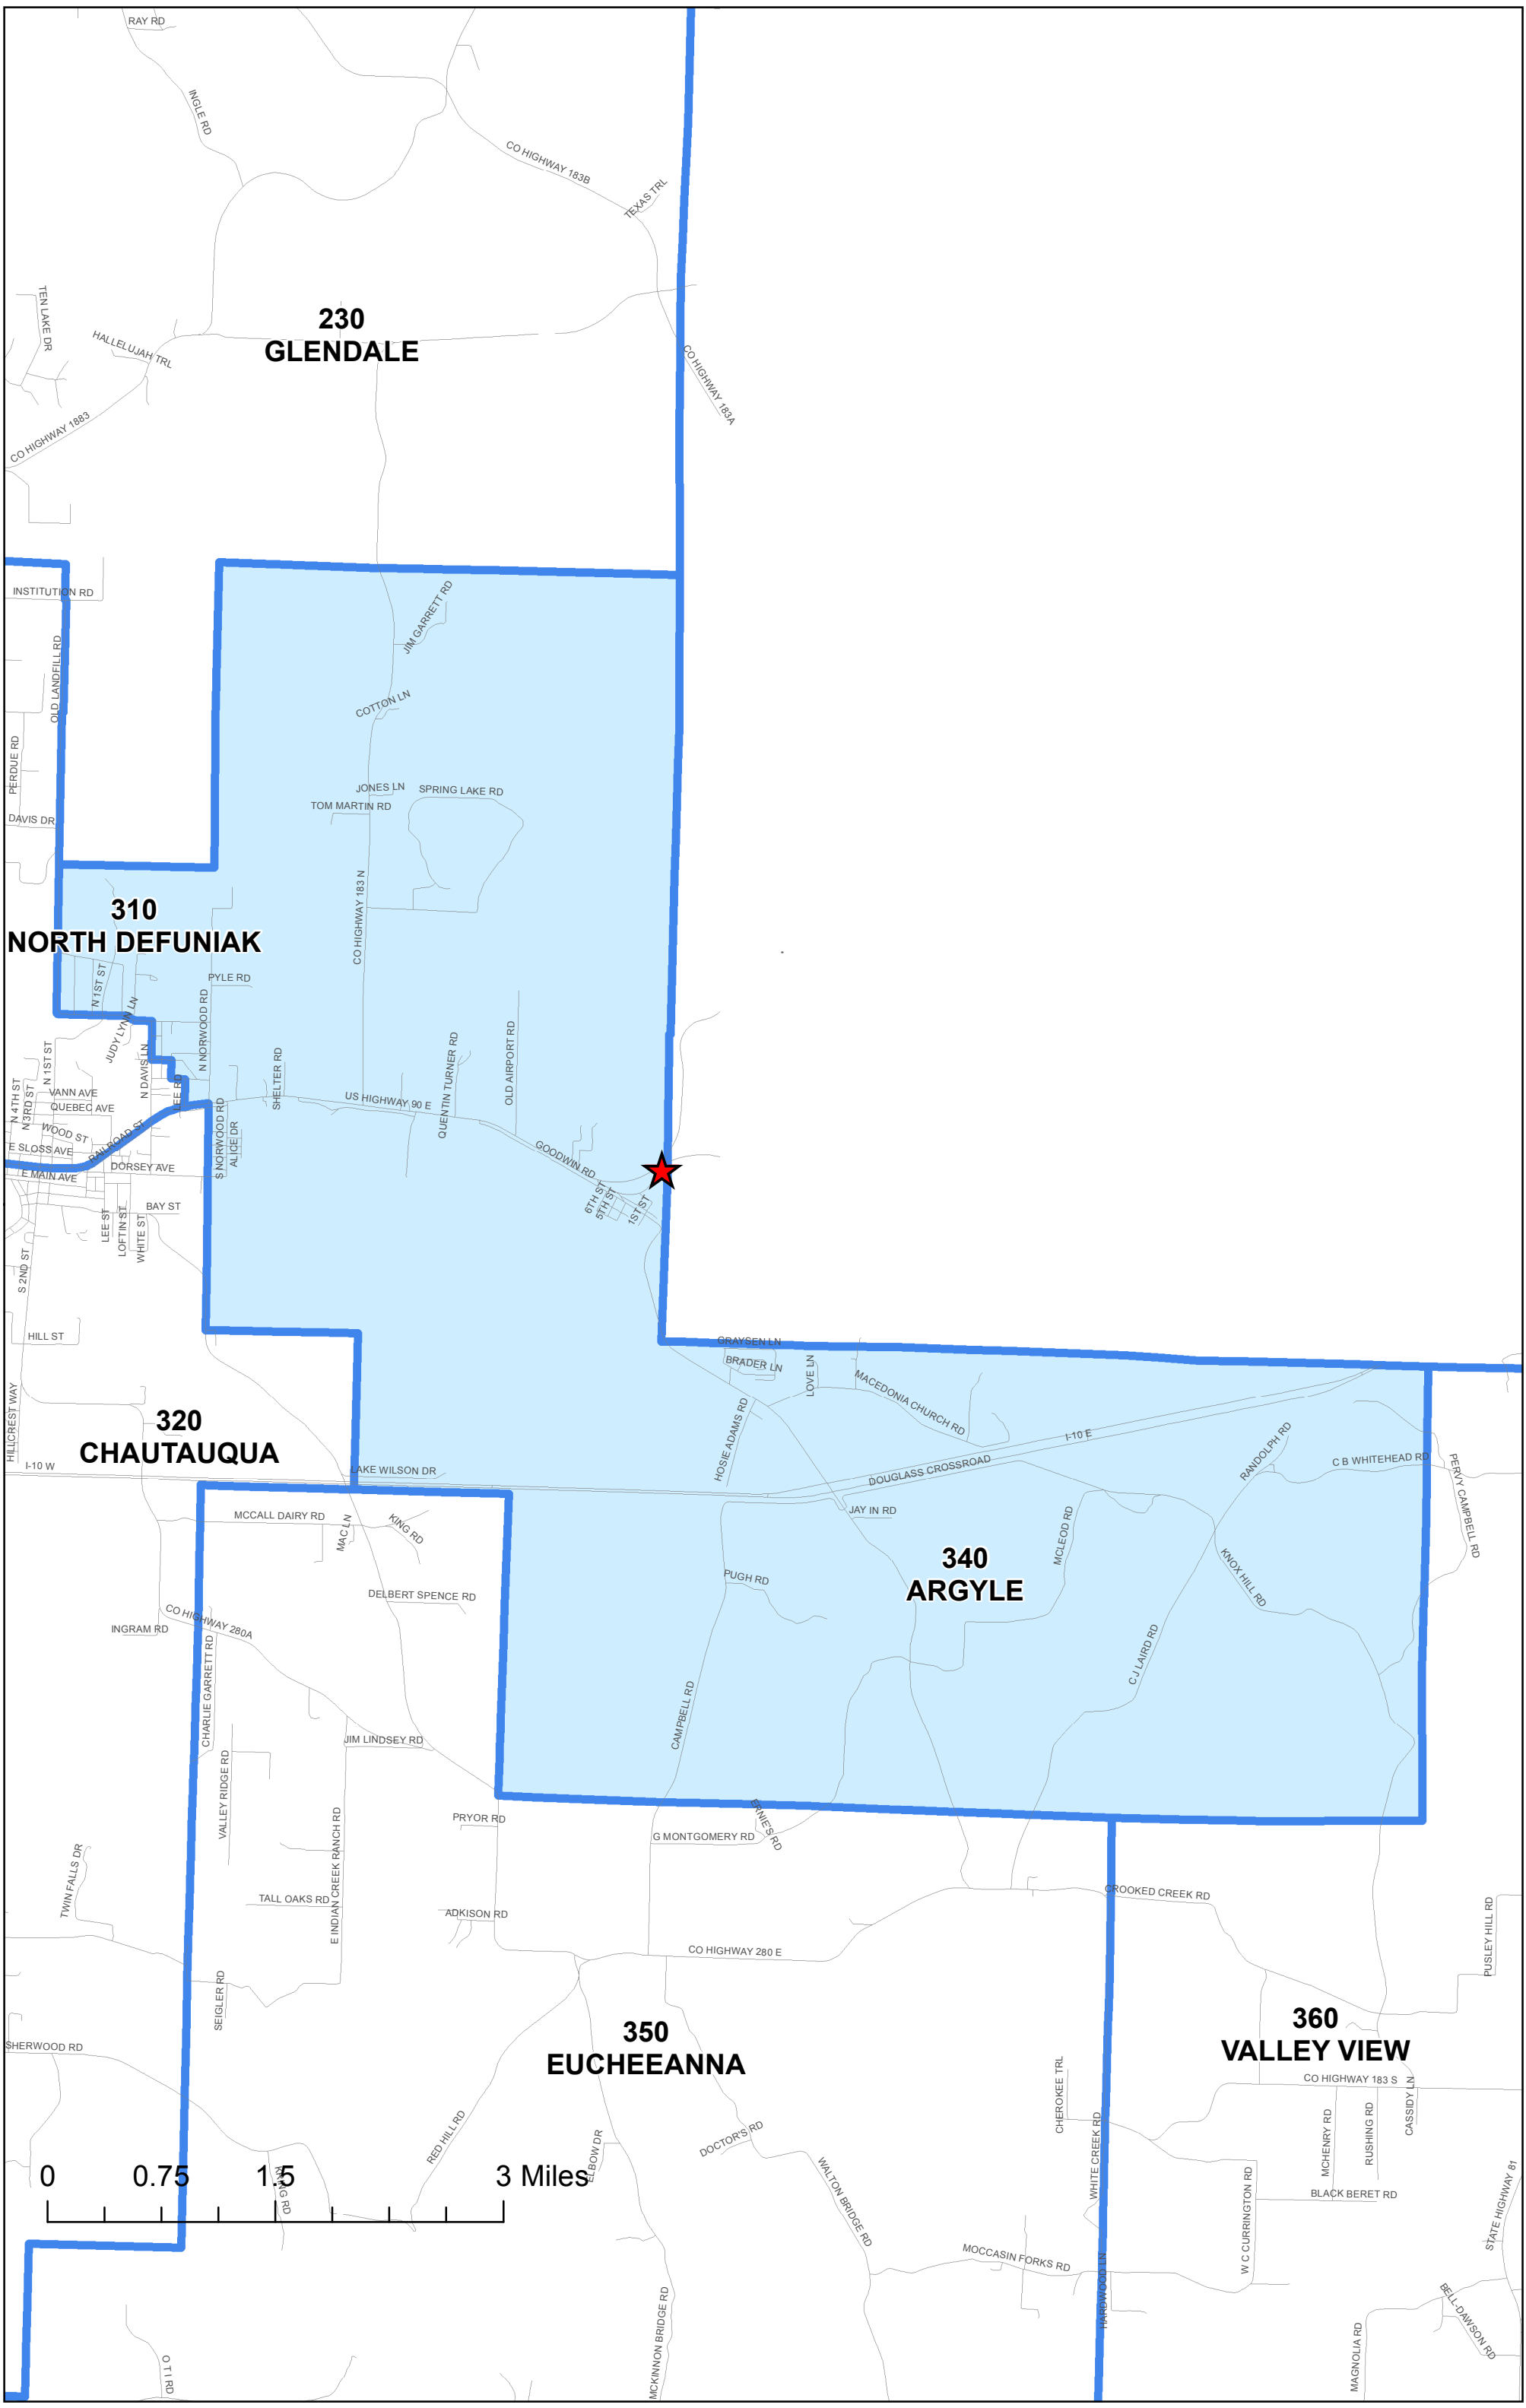 RAY RD
INGLE RD
CO HIGHWAY 183B
TEXAS TRL
TEN LAKE DR
HALLELUJAH TRL
230
GLENDALE
CO HIGHWAY 183A
CO HIGHWAY 1883
INSTITUTION RD
JIM GARRETT RD
OLD LANDFILL RD
COTTON LN
PERDUE RD
JONES LN
SPRING LAKE RD
TOM MARTIN RD
DAVIS DR
CO HIGHWAY 183 N
310
NORTH DEFUNIAK
N 1ST ST
PYLE RD
JUDY LYNN LN
N NORWOOD RD
OLD AIRPORT RD
QUENTIN TURNER RD
SHELTER RD
N 1ST ST
N DAVIS LN
LEE RD
N 4TH ST
N 3RD ST
VANN AVE
QUEBEC AVE
US HIGHWAY 90 E
WOOD ST
RAILROAD ST
E SLOSS AVE
S NORWOOD RD
ALICE DR
GOODWIN RD
DORSEY AVE
E MAIN AVE
6TH ST
5TH ST
1ST ST
BAY ST
LEE ST
LOFTIN ST
WHITE ST
S 2ND ST
HILL ST
GRAYSEN LN
BRADER LN
LOVE LN
MACEDONIA CHURCH RD
HILLCREST WAY
320
CHAUTAUQUA
HOSIE ADAMS RD
I-10 E
RANDOLPH RD
C B WHITEHEAD RD
PERVY CAMPBELL RD
I-10 W
LAKE WILSON DR
DOUGLASS CROSSROAD
JAY IN RD
MCCALL DAIRY RD
MAC LN
KING RD
MCLEOD RD
340
ARGYLE
KNOX HILL RD
PUGH RD
DELBERT SPENCE RD
CO HIGHWAY 280A
INGRAM RD
CHARLIE GARRETT RD
C J LAIRD RD
CAMPBELL RD
JIM LINDSEY RD
VALLEY RIDGE RD
PRYOR RD
ERNIE'S RD
G MONTGOMERY RD
E INDIAN CREEK RANCH RD
TWIN FALLS DR
TALL OAKS RD
ADKISON RD
CROOKED CREEK RD
PUSLEY HILL RD
CO HIGHWAY 280 E
SEIGLER RD
350
EUCHEEANNA
360
VALLEY VIEW
SHERWOOD RD
CHEROKEE TRL
CO HIGHWAY 183 S
CASSIDY LN
RED HILL RD
ELBOW DR
DOCTOR'S RD
WHITE CREEK RD
MCHENRY RD
RUSHING RD
WALTON BRIDGE RD
W C CURRINGTON RD
BLACK BERET RD
STATE HIGHWAY 81
0 0.75 1.5 3 Miles
MOCCASIN FORKS RD
HARDWOOD LN
MCKINNON BRIDGE RD
MAGNOLIA RD
BELL-DAWSON RD
O T I RD